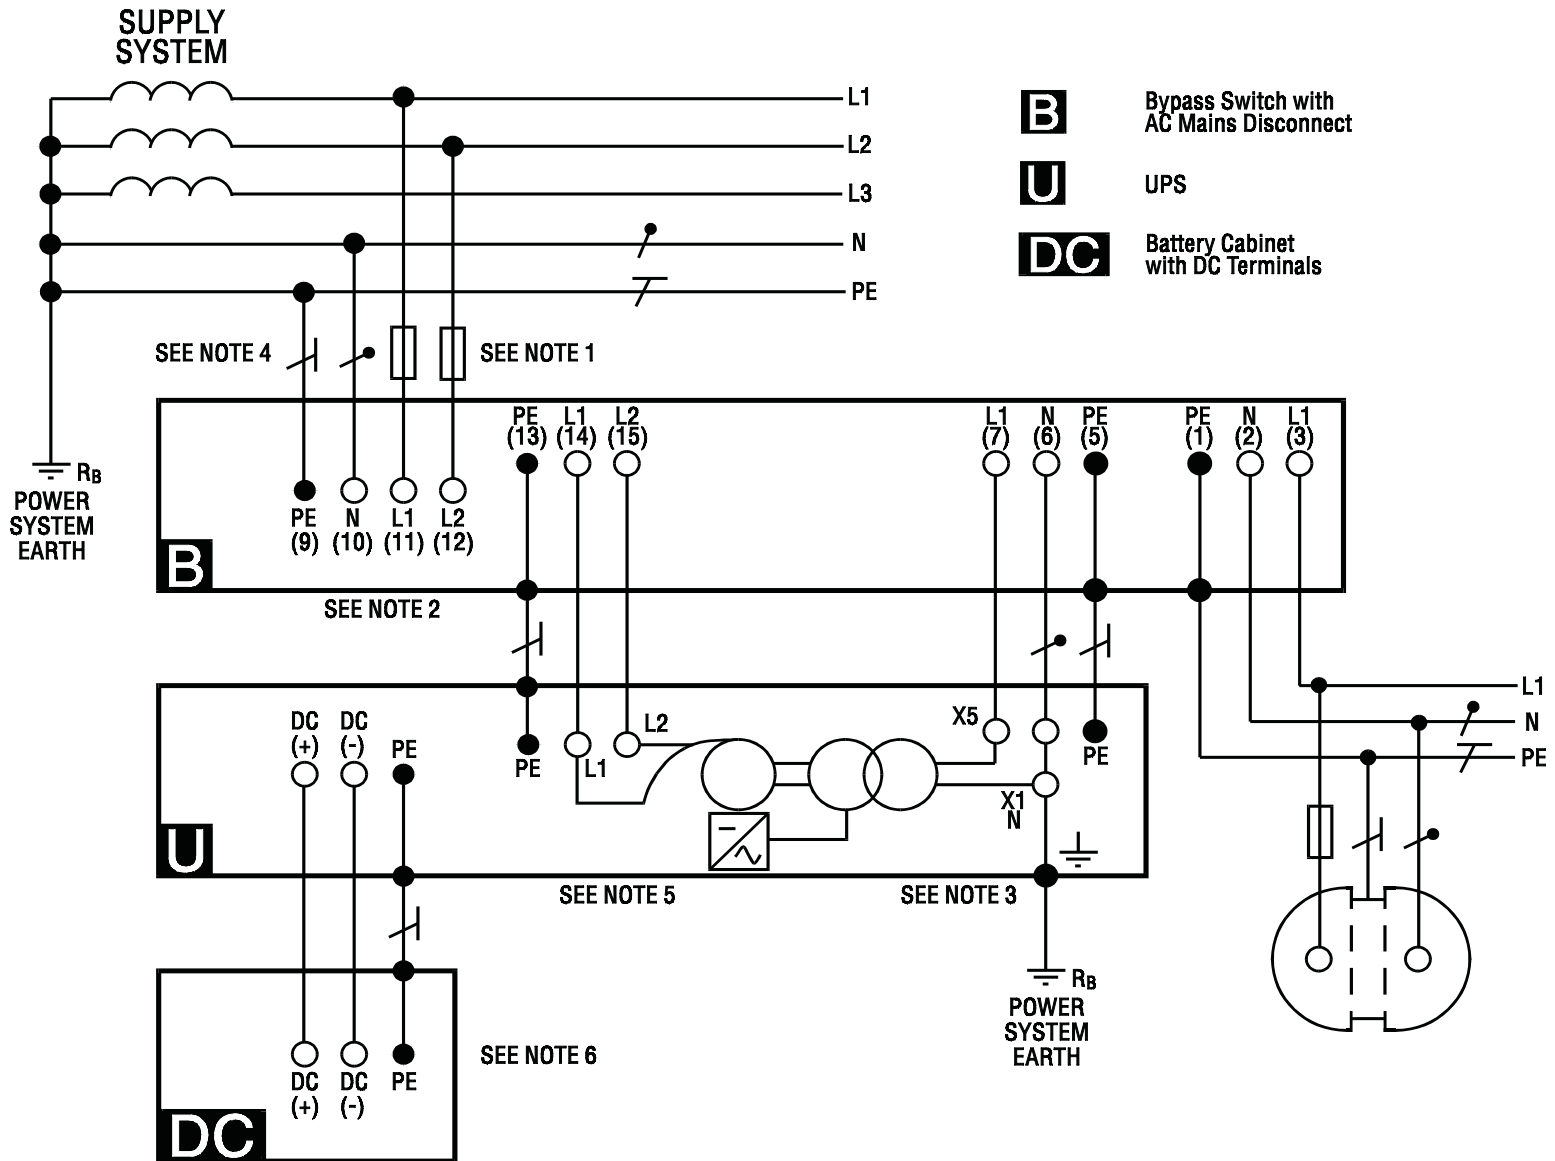 SUPPLY
SYSTEM
L1
L2
L3
N
PE
B
Bypass Switch with
AC Mains Disconnect
U
UPS
DC
Battery Cabinet
with DC Terminals
SEE NOTE 4
SEE NOTE 1
RB
POWER
SYSTEM
EARTH
PE L1 L2 L1 N PE PE N L1
(13) (14) (15) (7) (6) (5) (1) (2) (3)
PE N L1 L2
(9) (10) (11) (12)
B
SEE NOTE 2
L1
N
PE
DC DC
(+) (-) PE
PE
L1
L2
X5
PE
X1
N
U
SEE NOTE 5
SEE NOTE 3
RB
POWER
SYSTEM
EARTH
SEE NOTE 6
DC DC PE
(+) (-)
DC